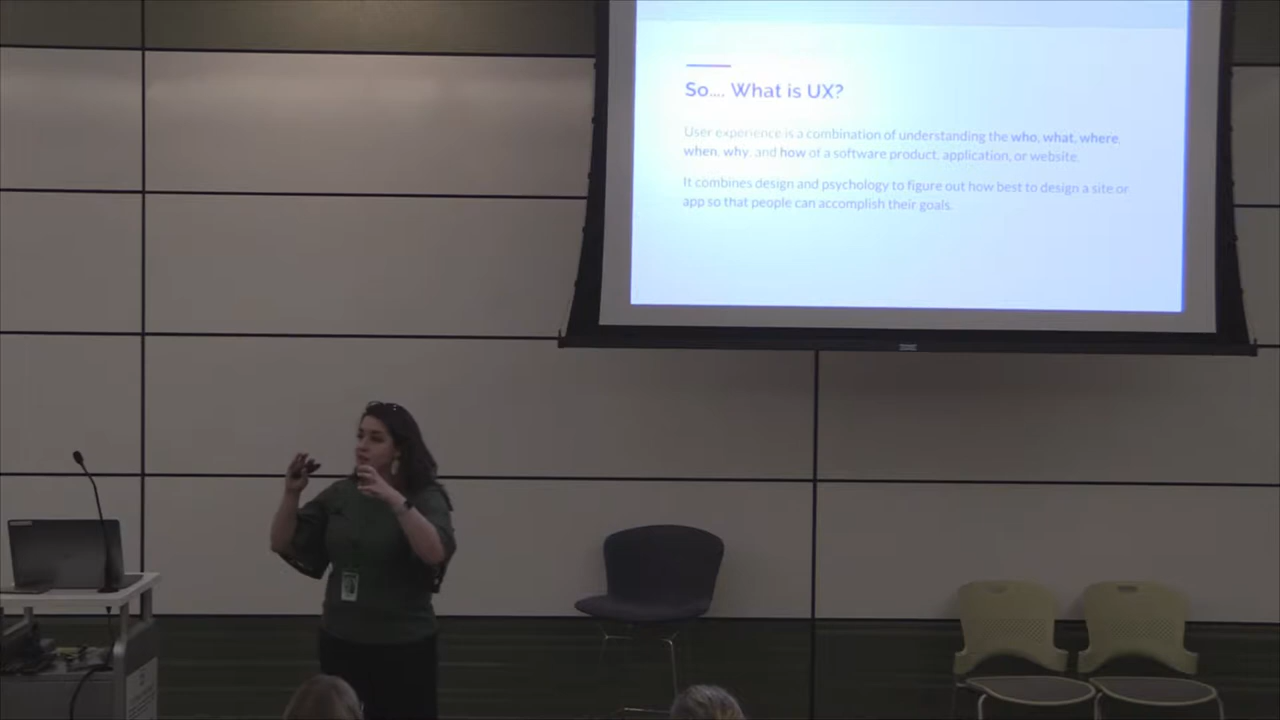 So.... What is UX?
User experience is a combination of understanding the who, what, where,
when, why, and how of a software product, application, or website.
It combines design and psychology to figure out how best to design a site or
app so that people can accomplish their goals.